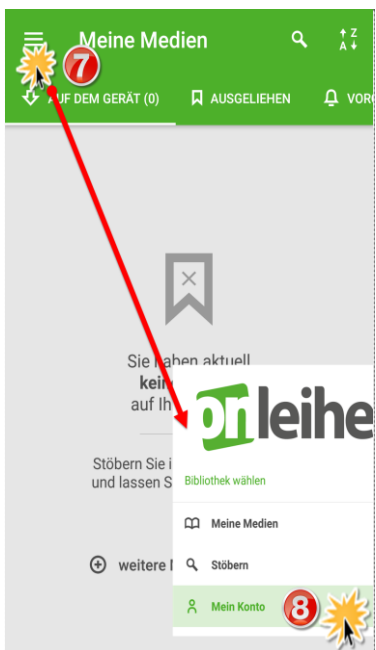 Meine Medien
7
AUF DEM GERÄT (0)
AUSGELIEHEN
Sie haben aktuell
auf
Stöbern Sie
und lassen
weitere
onleihe
Bibliothek wählen
Meine Medien
Stöbern
Mein Konto
8